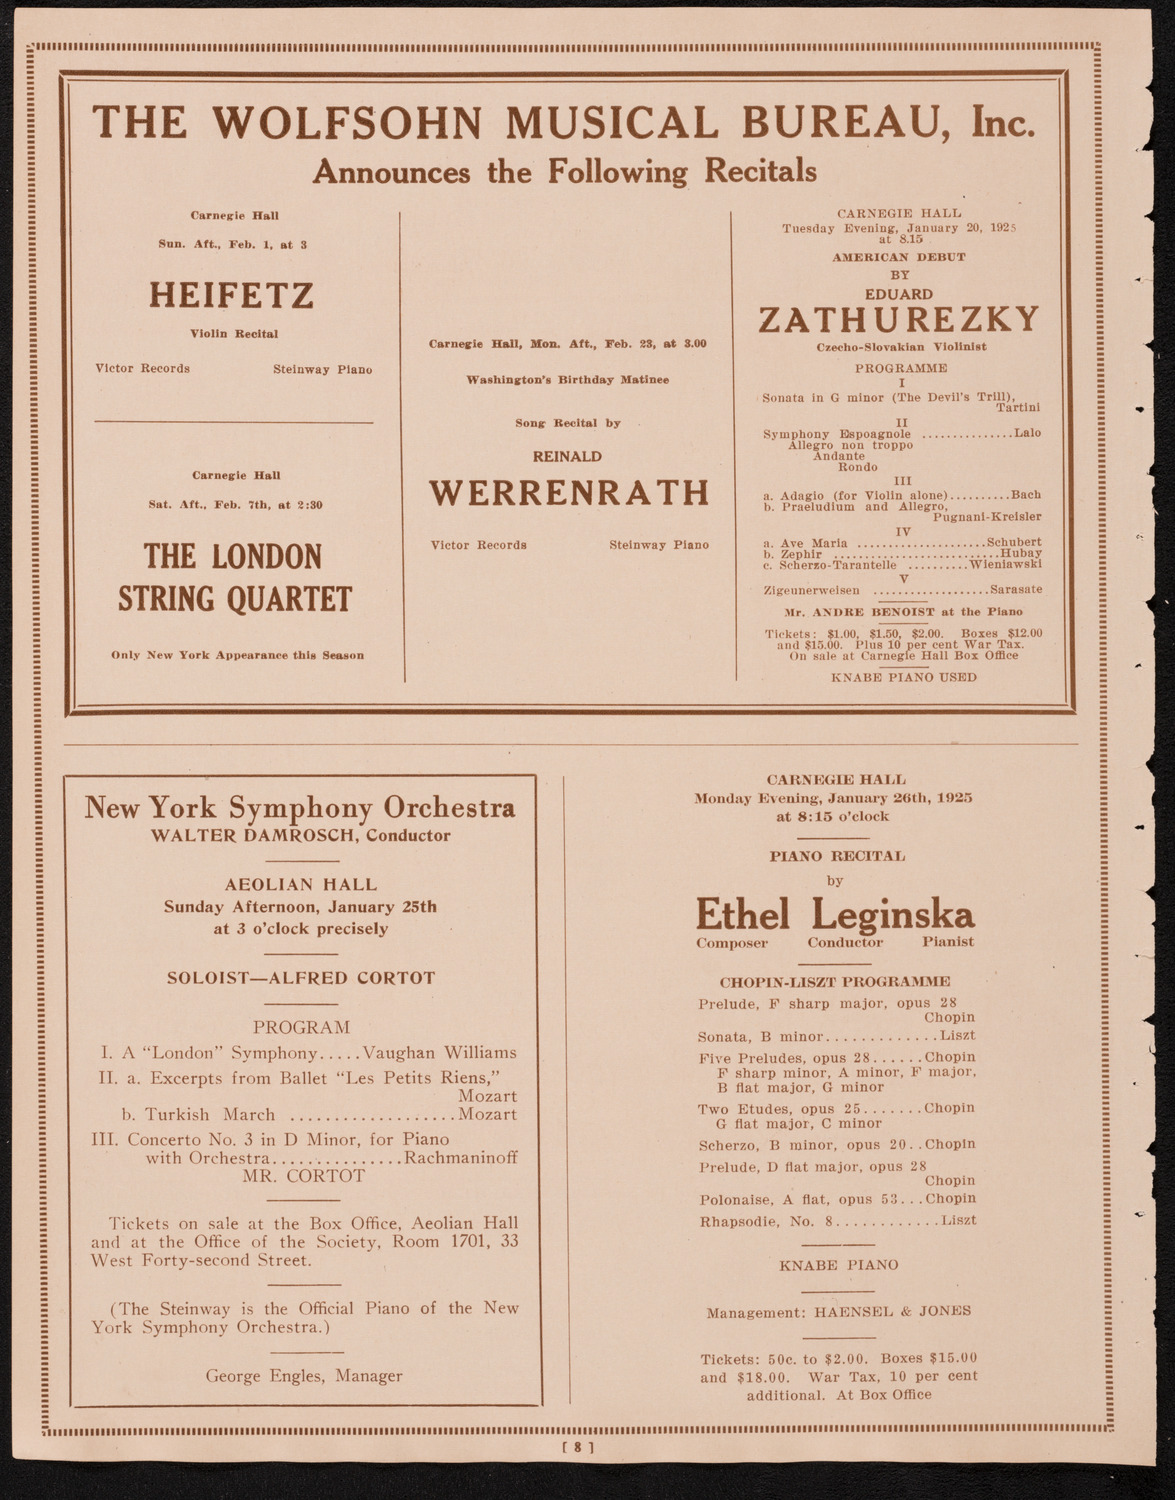 THE WOLFSOHN MUSICAL BUREAU, Inc.
Announces the Following Recitals
Carnegie Hall
Sun. Aft., Feb. 1, at 3
HEIFETZ
Violin Recital
Victor Records Steinway Piano
Carnegie Hall
Sat. Aft., Feb. 7th, at 2:30
THE LONDON
STRING QUARTET
Only New York Appearance this Season
Carnegie Hall, Mon. Aft., Feb. 23, at 3.00
Washington's Birthday Matinee
Song Recital by
REINALD
WERRENRATH
Victor Records Steinway Piano
CARNEGIE HALL
Tuesday Evening, January 20, 1925
at 8.15
AMERICAN DEBUT
BY
EDUARD
ZATHUREZKY
Czecho-Slovakian Violinist
PROGRAMME
I
Sonata in G minor (The Devil's Trill),
Tartini
II
Symphony Espoagnole ..............Lalo
Allegro non troppo
Andante
Rondo
III
a. Adagio (for Violin alone)..........Bach
b. Praeludium and Allegro,
Pugnani-Kreisler
IV
a. Ave Maria .....................Schubert
b. Zephir ...........................Hubay
c. Scherzo-Tarantelle ..........Wieniawski
V
Zigeunerweisen ...................Sarasate
Mr. ANDRE BENOIST at the Piano
Tickets: $1.00, $1.50, $2.00. Boxes $12.00
and $15.00. Plus 10 per cent War Tax.
On sale at Carnegie Hall Box Office
KNABE PIANO USED
New York Symphony Orchestra
WALTER DAMROSCH, Conductor
AEOLIAN HALL
Sunday Afternoon, January 25th
at 3 o'clock precisely
SOLOIST—ALFRED CORTOT
PROGRAM
I. A "London" Symphony.....Vaughan Williams
II. a. Excerpts from Ballet "Les Petits Riens,"
Mozart
b. Turkish March ..................Mozart
III. Concerto No. 3 in D Minor, for Piano
with Orchestra..............Rachmaninoff
MR. CORTOT
Tickets on sale at the Box Office, Aeolian Hall
and at the Office of the Society, Room 1701, 33
West Forty-second Street.
(The Steinway is the Official Piano of the New
York Symphony Orchestra.)
George Engles, Manager
CARNEGIE HALL
Monday Evening, January 26th, 1925
at 8:15 o'clock
PIANO RECITAL
by
Ethel Leginska
Composer Conductor Pianist
CHOPIN-LISZT PROGRAMME
Prelude, F sharp major, opus 28
Chopin
Sonata, B minor.............Liszt
Five Preludes, opus 28......Chopin
F sharp minor, A minor, F major,
B flat major, G minor
Two Etudes, opus 25.......Chopin
G flat major, C minor
Scherzo, B minor, opus 20..Chopin
Prelude, D flat major, opus 28
Chopin
Polonaise, A flat, opus 53...Chopin
Rhapsodie, No. 8............Liszt
KNABE PIANO
Management: HAENSEL & JONES
Tickets: 50c. to $2.00. Boxes $15.00
and $18.00. War Tax, 10 per cent
additional. At Box Office
[ 8 ]